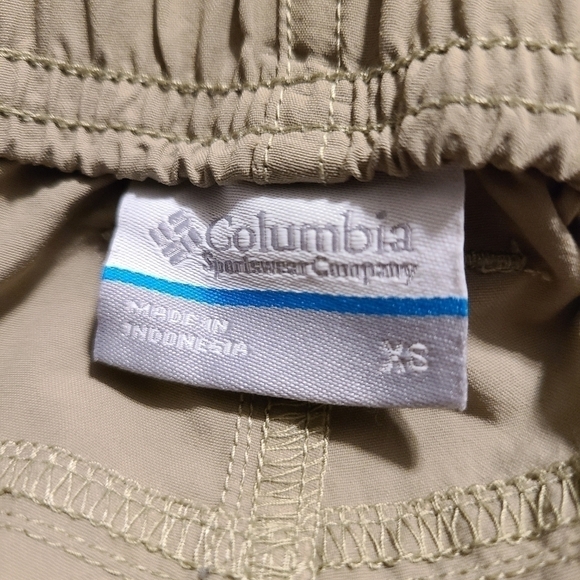 Columbia
Sportswear Company
MADE IN
INDONESIA
XS